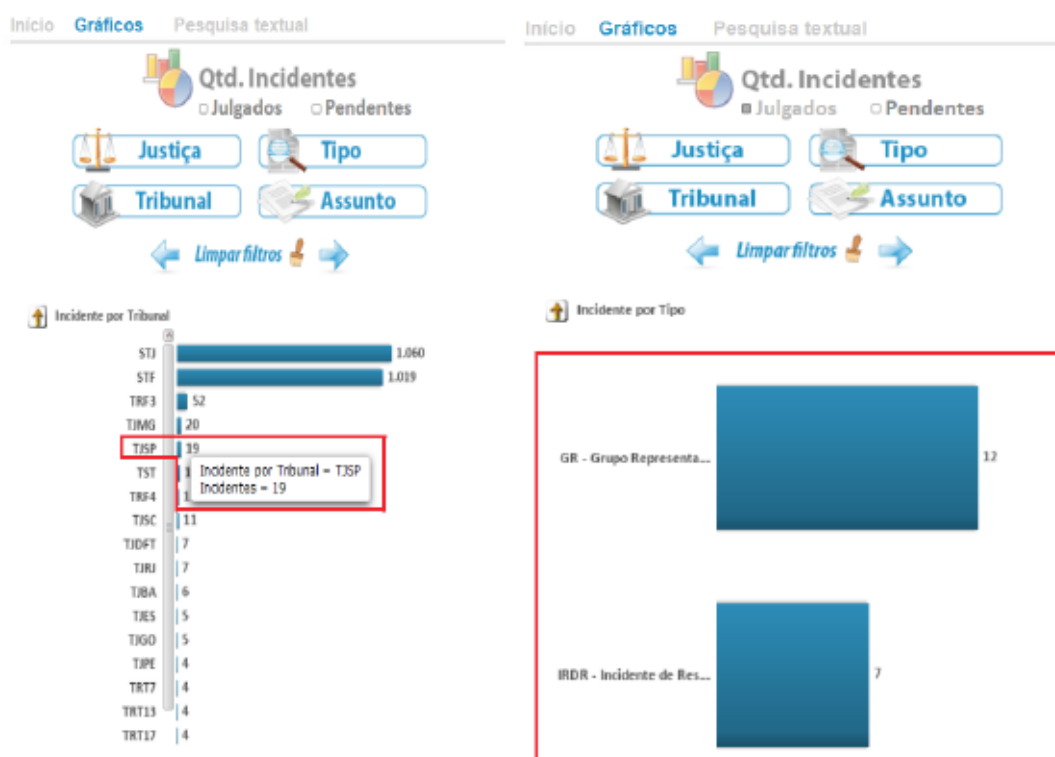 Início Gráficos Pesquisa textual
Qtd. Incidentes
Julgados Pendentes
Justiça Tipo
Tribunal Assunto
Limpar filtros
Incidente por Tribunal
STJ 1.060
STF 1.019
TRF3 52
TJMG 20
TJSP 19
TST 1
Incidente por Tribunal = TJSP
Incidentes = 19
TRF4 1
TJSC 11
TJDFT 7
TJRJ 7
TJBA 6
TJES 5
TJGO 5
TJPE 4
TRT7 4
TRT13 4
TRT17 4
Início Gráficos Pesquisa textual
Qtd. Incidentes
Julgados Pendentes
Justiça Tipo
Tribunal Assunto
Limpar filtros
Incidente por Tipo
GR - Grupo Representa... 12
IRDR - Incidente de Res... 7